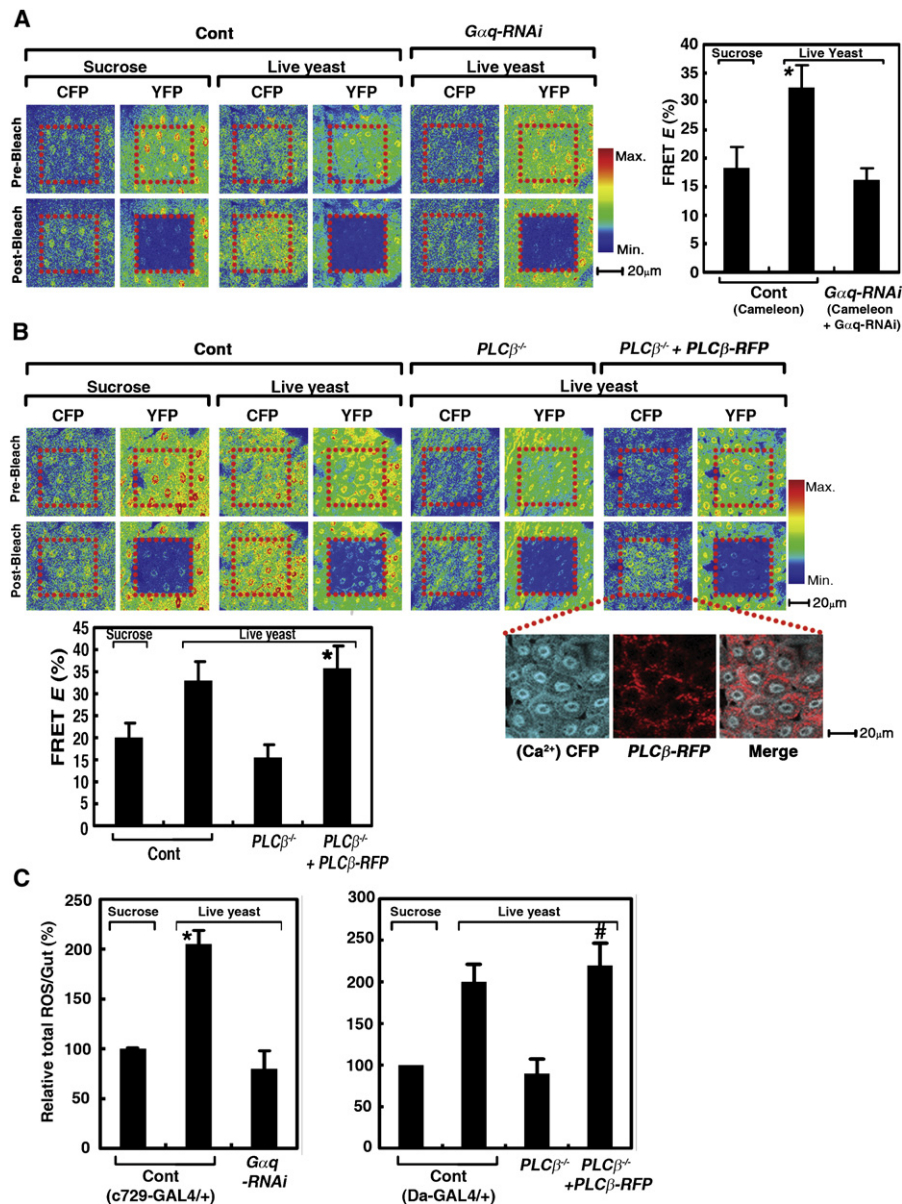 A
Cont
Gαq-RNAi
Sucrose
Live yeast
Live yeast
CFP
YFP
CFP
YFP
CFP
YFP
Pre-Bleach
Post-Bleach
Max.
Min.
20μm
40
35
30
25
20
15
10
5
0
FRET E (%)
Sucrose
Live Yeast
*
Cont
(Cameleon)
Gαq-RNAi
(Cameleon
+ Gαq-RNAi)
B
Cont
PLCβ-/-
PLCβ-/- + PLCβ-RFP
Sucrose
Live yeast
Live yeast
CFP
YFP
CFP
YFP
CFP
YFP
CFP
YFP
Pre-Bleach
Post-Bleach
Max.
Min.
20μm
45
40
35
30
25
20
15
10
5
0
FRET E (%)
Sucrose
Live yeast
*
Cont
PLCβ-/-
PLCβ-/-
+ PLCβ-RFP
(Ca2+) CFP
PLCβ-RFP
Merge
20μm
C
250
200
150
100
50
0
Relative total ROS/Gut (%)
Sucrose
Live yeast
*
Cont
(c729-GAL4/+)
Gαq
-RNAi
300
250
200
150
100
50
0
Sucrose
Live yeast
#
Cont
(Da-GAL4/+)
PLCβ-/-
PLCβ-/-
+PLCβ-RFP